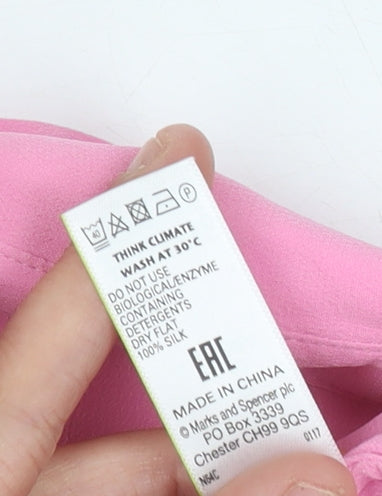 40 P
THINK CLIMATE
WASH AT 30°C
DO NOT USE
BIOLOGICAL/ENZYME
CONTAINING
DETERGENTS
DRY FLAT
100% SILK
EAC
MADE IN CHINA
© Marks and Spencer plc
PO Box 3339
Chester CH99 9QS
N64C 0117